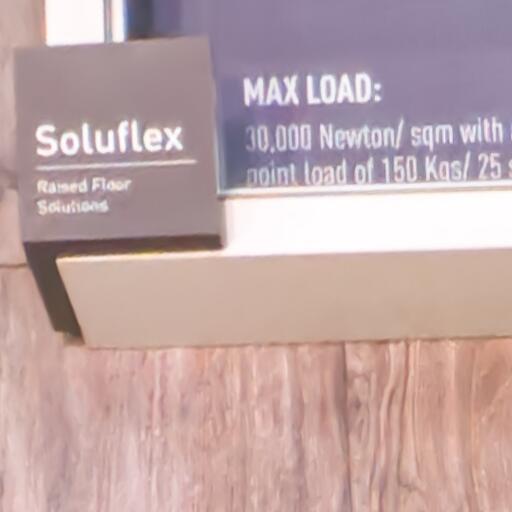 Soluflex
Raised Floor
Solutions
MAX LOAD:
30,000 Newton/ sqm with
point load of 150 Kgs/ 25